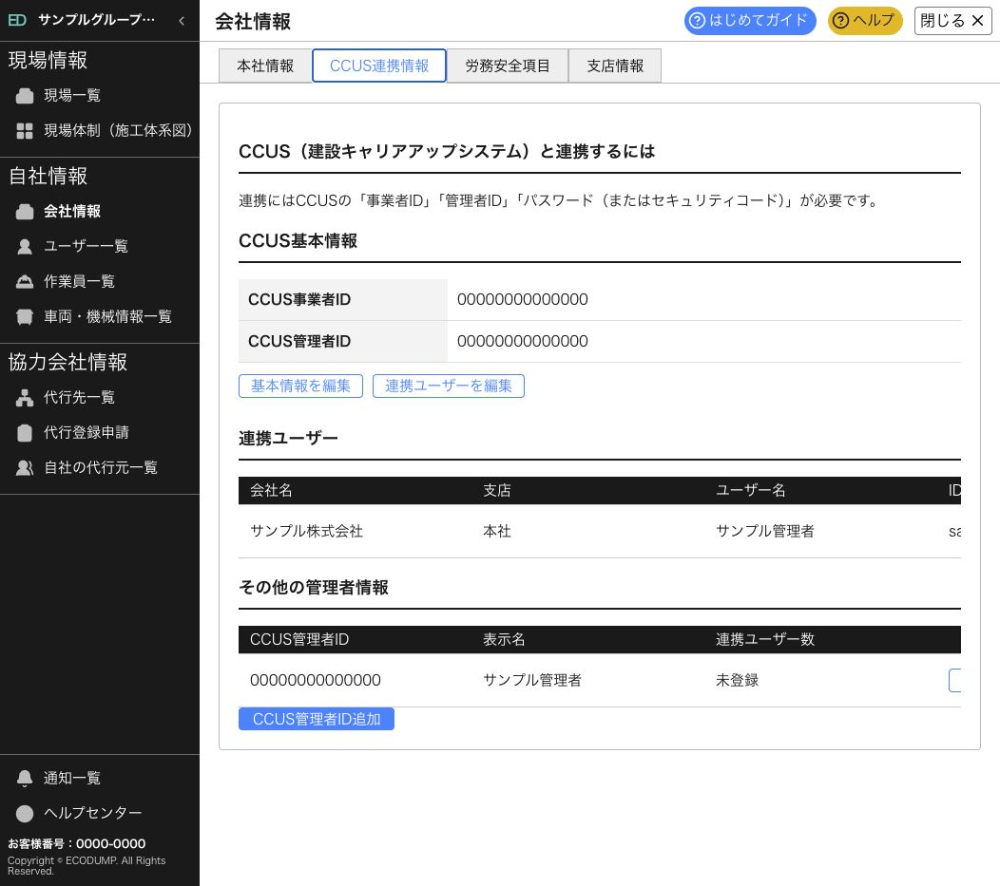 ED サンプルグループ…
現場情報
現場一覧
現場体制（施工体系図）
自社情報
会社情報
ユーザー一覧
作業員一覧
車両・機械情報一覧
協力会社情報
代行先一覧
代行登録申請
自社の代行元一覧
通知一覧
ヘルプセンター
お客様番号：0000-0000
Copyright © ECODUMP. All Rights
Reserved.
会社情報 はじめてガイド ヘルプ 閉じる
本社情報 CCUS連携情報 労務安全項目 支店情報
CCUS（建設キャリアアップシステム）と連携するには
連携にはCCUSの「事業者ID」「管理者ID」「パスワード（またはセキュリティコード）」が必要です。
CCUS基本情報
CCUS事業者ID 00000000000000
CCUS管理者ID 00000000000000
基本情報を編集 連携ユーザーを編集
連携ユーザー
会社名 支店 ユーザー名 ID
サンプル株式会社 本社 サンプル管理者
その他の管理者情報
CCUS管理者ID 表示名 連携ユーザー数
00000000000000 サンプル管理者 未登録
CCUS管理者ID追加